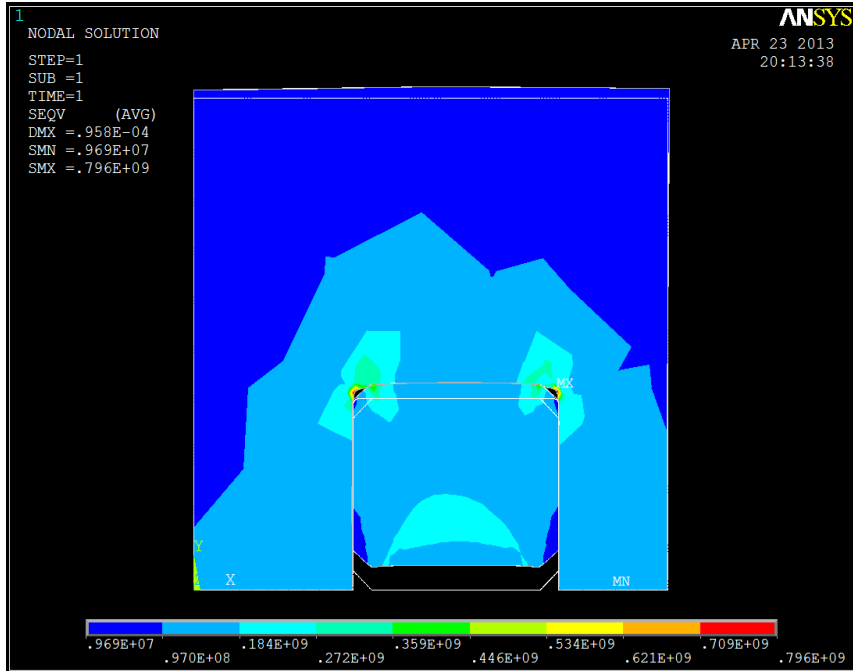 1
ANSYS
NODAL SOLUTION
APR 23 2013
20:13:38
STEP=1
SUB =1
TIME=1
SEQV (AVG)
DMX =.958E-04
SMN =.969E+07
SMX =.796E+09
MX
Y
X
MN
.969E+07 .184E+09 .359E+09 .534E+09 .709E+09
.970E+08 .272E+09 .446E+09 .621E+09 .796E+09